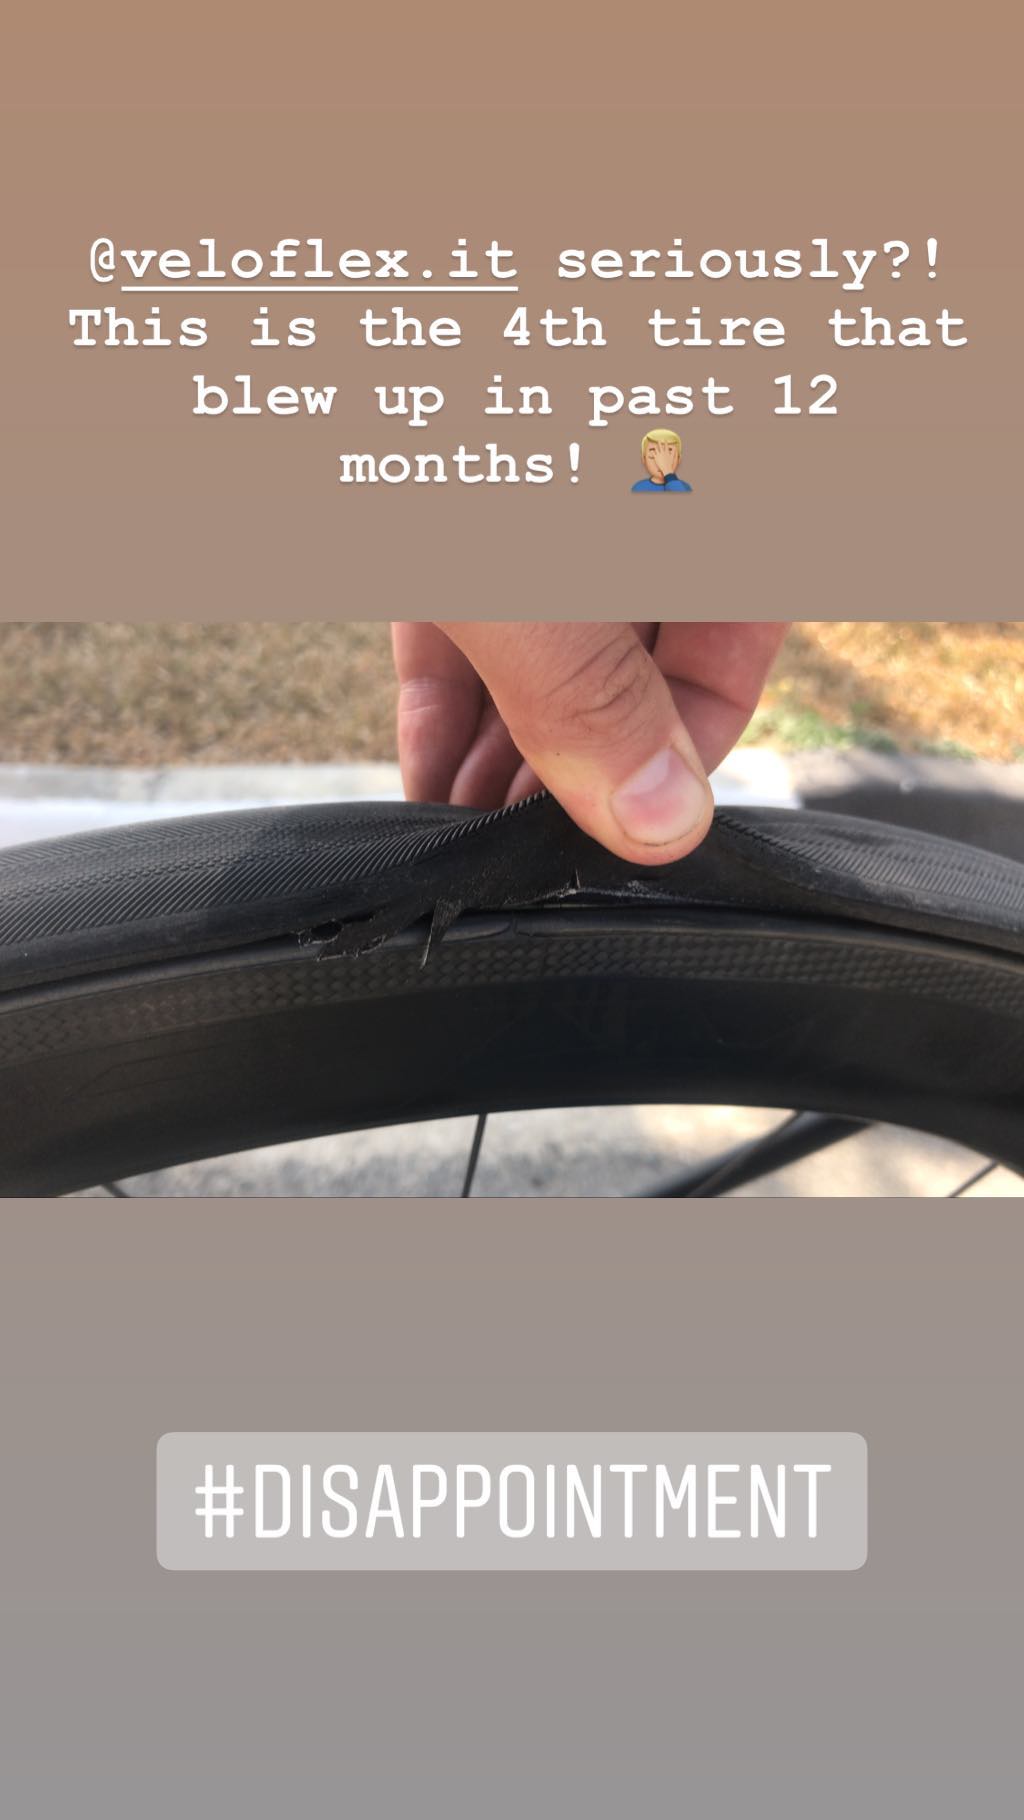 @veloflex.it seriously?!
This is the 4th tire that
blew up in past 12
months! 🤦🏼‍♂️
#DISAPPOINTMENT